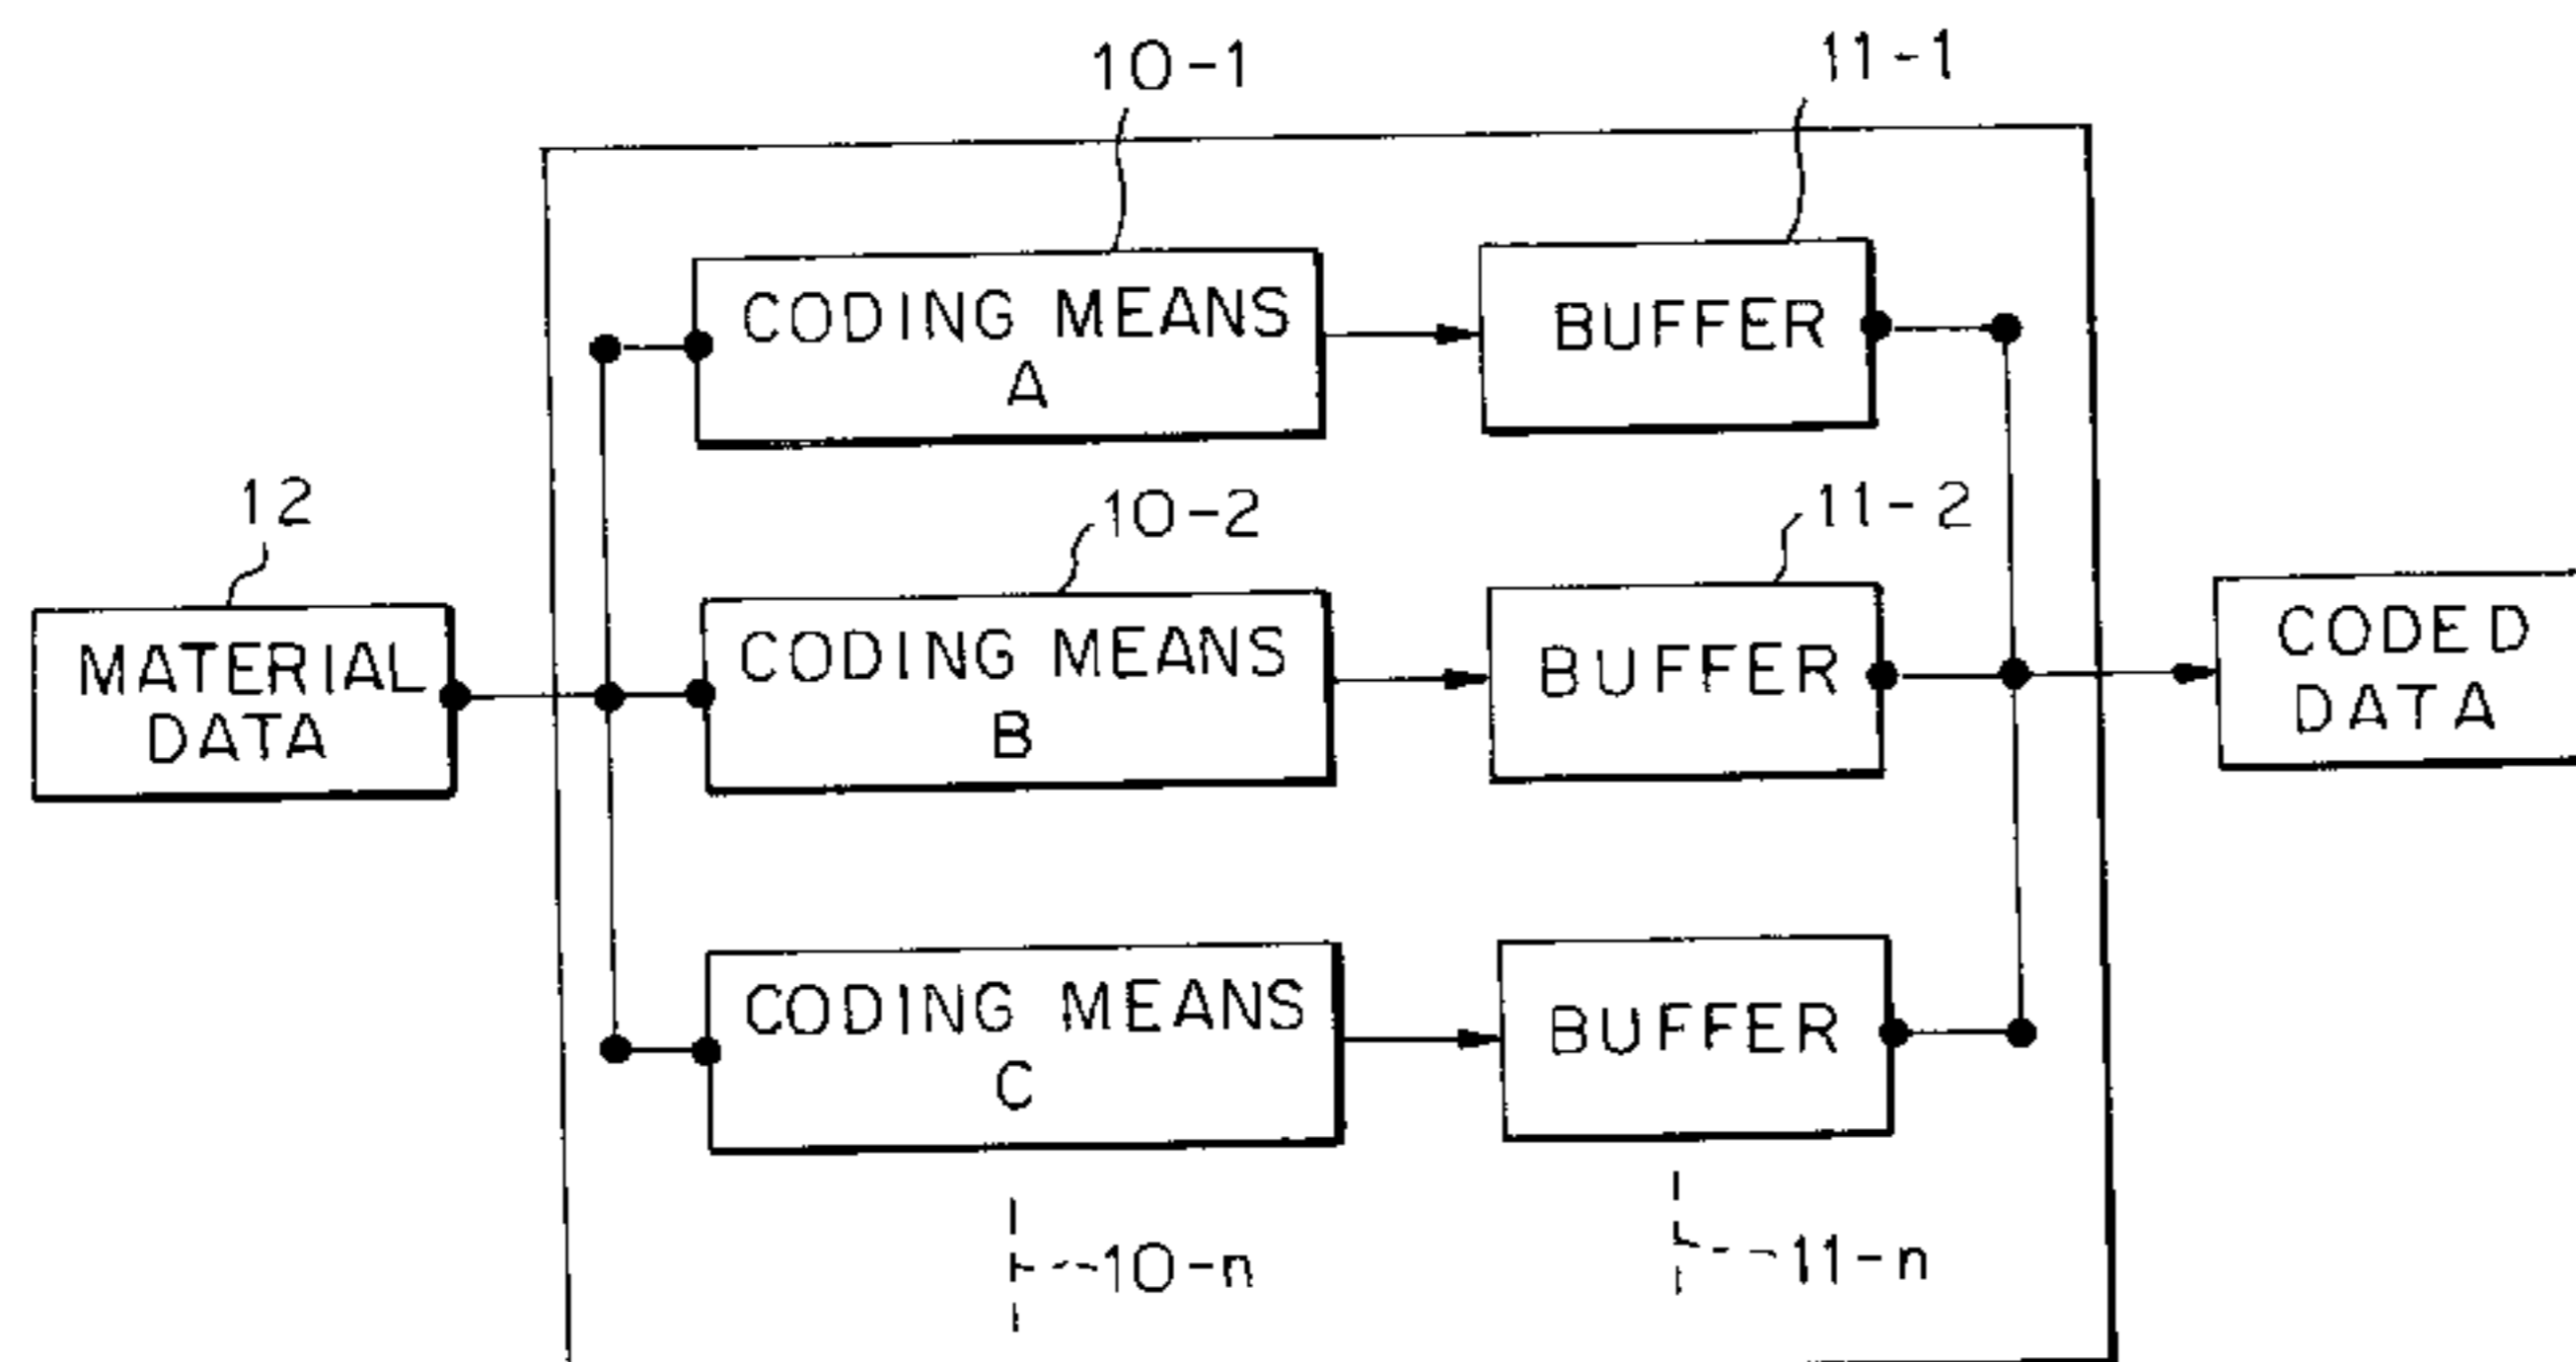 10-1
11-1
CODING MEANS
A
BUFFER
12
10-2
11-2
MATERIAL
DATA
CODING MEANS
B
BUFFER
CODED
DATA
CODING MEANS
C
BUFFER
10-n
11-n